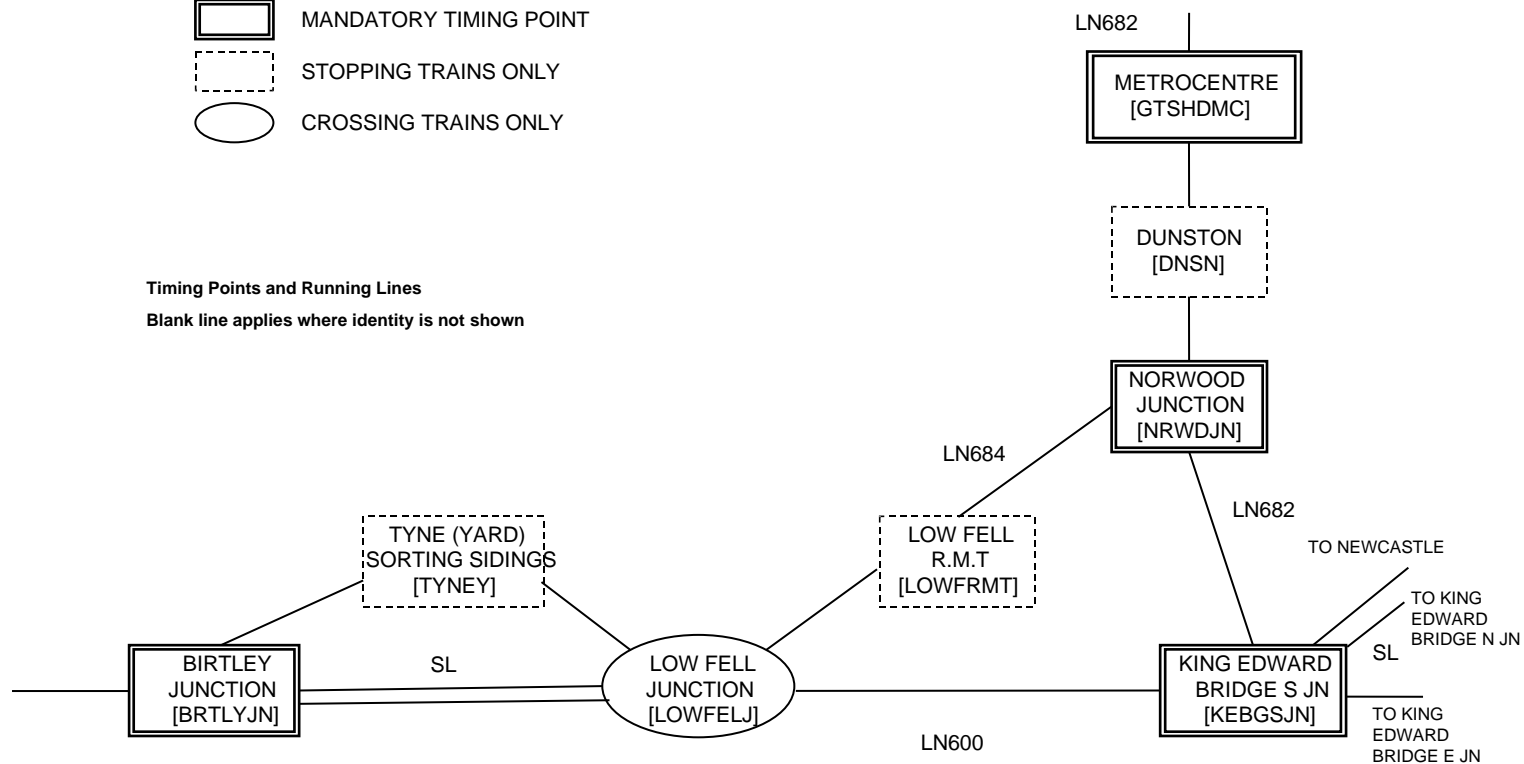 MANDATORY TIMING POINT
STOPPING TRAINS ONLY
CROSSING TRAINS ONLY
Timing Points and Running Lines
Blank line applies where identity is not shown
LN682
METROCENTRE
[GTSHDMC]
DUNSTON
[DNSN]
NORWOOD
JUNCTION
[NRWDJN]
LN684
LN682
TYNE (YARD)
SORTING SIDINGS
[TYNEY]
LOW FELL
R.M.T
[LOWFRMT]
TO NEWCASTLE
TO KING
EDWARD
BRIDGE N JN
SL
BIRTLEY
JUNCTION
[BRTLYJN]
SL
LOW FELL
JUNCTION
[LOWFELJ]
LN600
KING EDWARD
BRIDGE S JN
[KEBGSJN]
TO KING
EDWARD
BRIDGE E JN